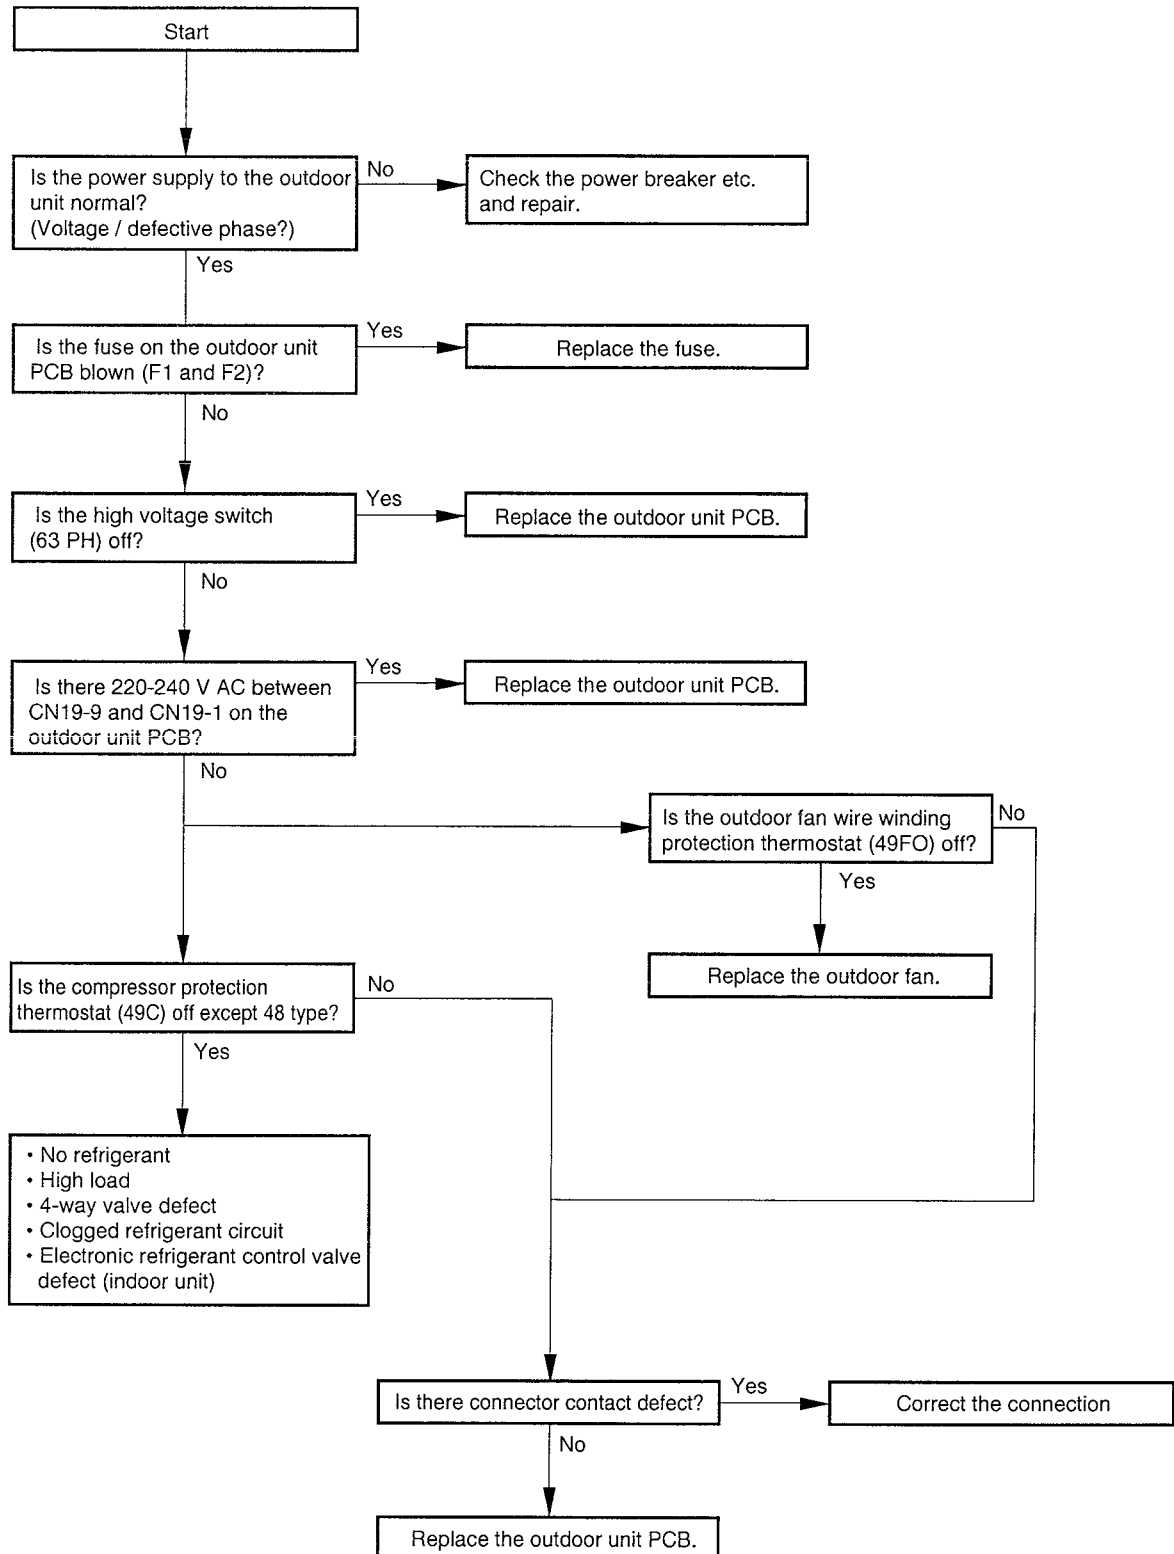 Start
Is the power supply to the outdoor
unit normal?
(Voltage / defective phase?)
No
Check the power breaker etc.
and repair.
Yes
Is the fuse on the outdoor unit
PCB blown (F1 and F2)?
Yes
Replace the fuse.
No
Is the high voltage switch
(63 PH) off?
Yes
Replace the outdoor unit PCB.
No
Is there 220-240 V AC between
CN19-9 and CN19-1 on the
outdoor unit PCB?
Yes
Replace the outdoor unit PCB.
No
Is the outdoor fan wire winding
protection thermostat (49FO) off?
No
Yes
Replace the outdoor fan.
Is the compressor protection
thermostat (49C) off except 48 type?
No
Yes
• No refrigerant
• High load
• 4-way valve defect
• Clogged refrigerant circuit
• Electronic refrigerant control valve
defect (indoor unit)
Is there connector contact defect?
Yes
Correct the connection
No
Replace the outdoor unit PCB.